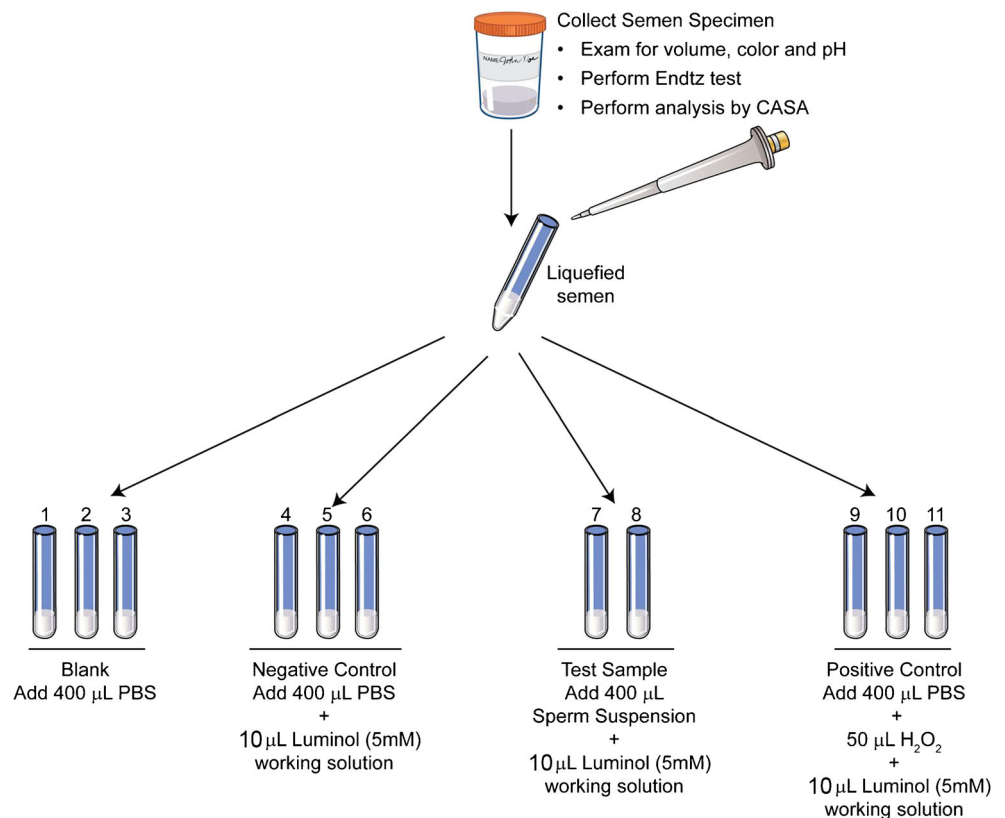 Collect Semen Specimen
• Exam for volume, color and pH
• Perform Endtz test
• Perform analysis by CASA
NAME John Doe
Liquefied
semen
1 2 3
4 5 6
7 8
9 10 11
Blank
Add 400 µL PBS
Negative Control
Add 400 µL PBS
+
10 µL Luminol (5mM)
working solution
Test Sample
Add 400 µL
Sperm Suspension
+
10 µL Luminol (5mM)
working solution
Positive Control
Add 400 µL PBS
+
50 µL H₂O₂
+
10 µL Luminol (5mM)
working solution